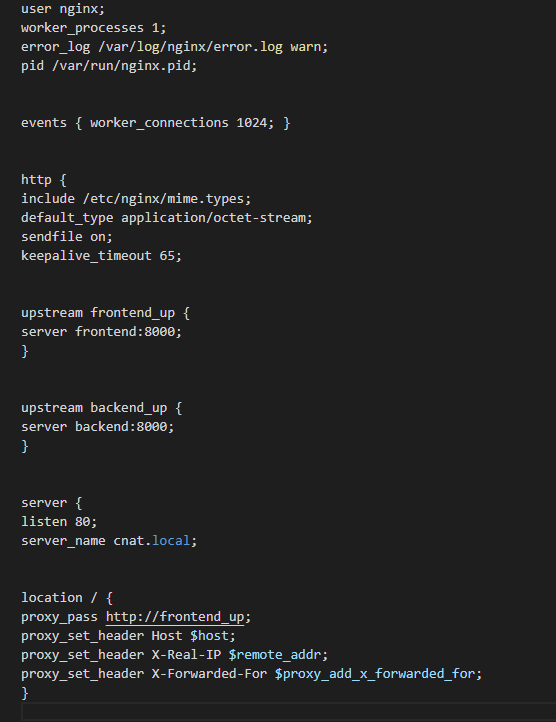 user nginx;
worker_processes 1;
error_log /var/log/nginx/error.log warn;
pid /var/run/nginx.pid;
events { worker_connections 1024; }
http {
include /etc/nginx/mime.types;
default_type application/octet-stream;
sendfile on;
keepalive_timeout 65;
upstream frontend_up {
server frontend:8000;
}
upstream backend_up {
server backend:8000;
}
server {
listen 80;
server_name cnat.local;
location / {
proxy_pass http://frontend_up;
proxy_set_header Host $host;
proxy_set_header X-Real-IP $remote_addr;
proxy_set_header X-Forwarded-For $proxy_add_x_forwarded_for;
}